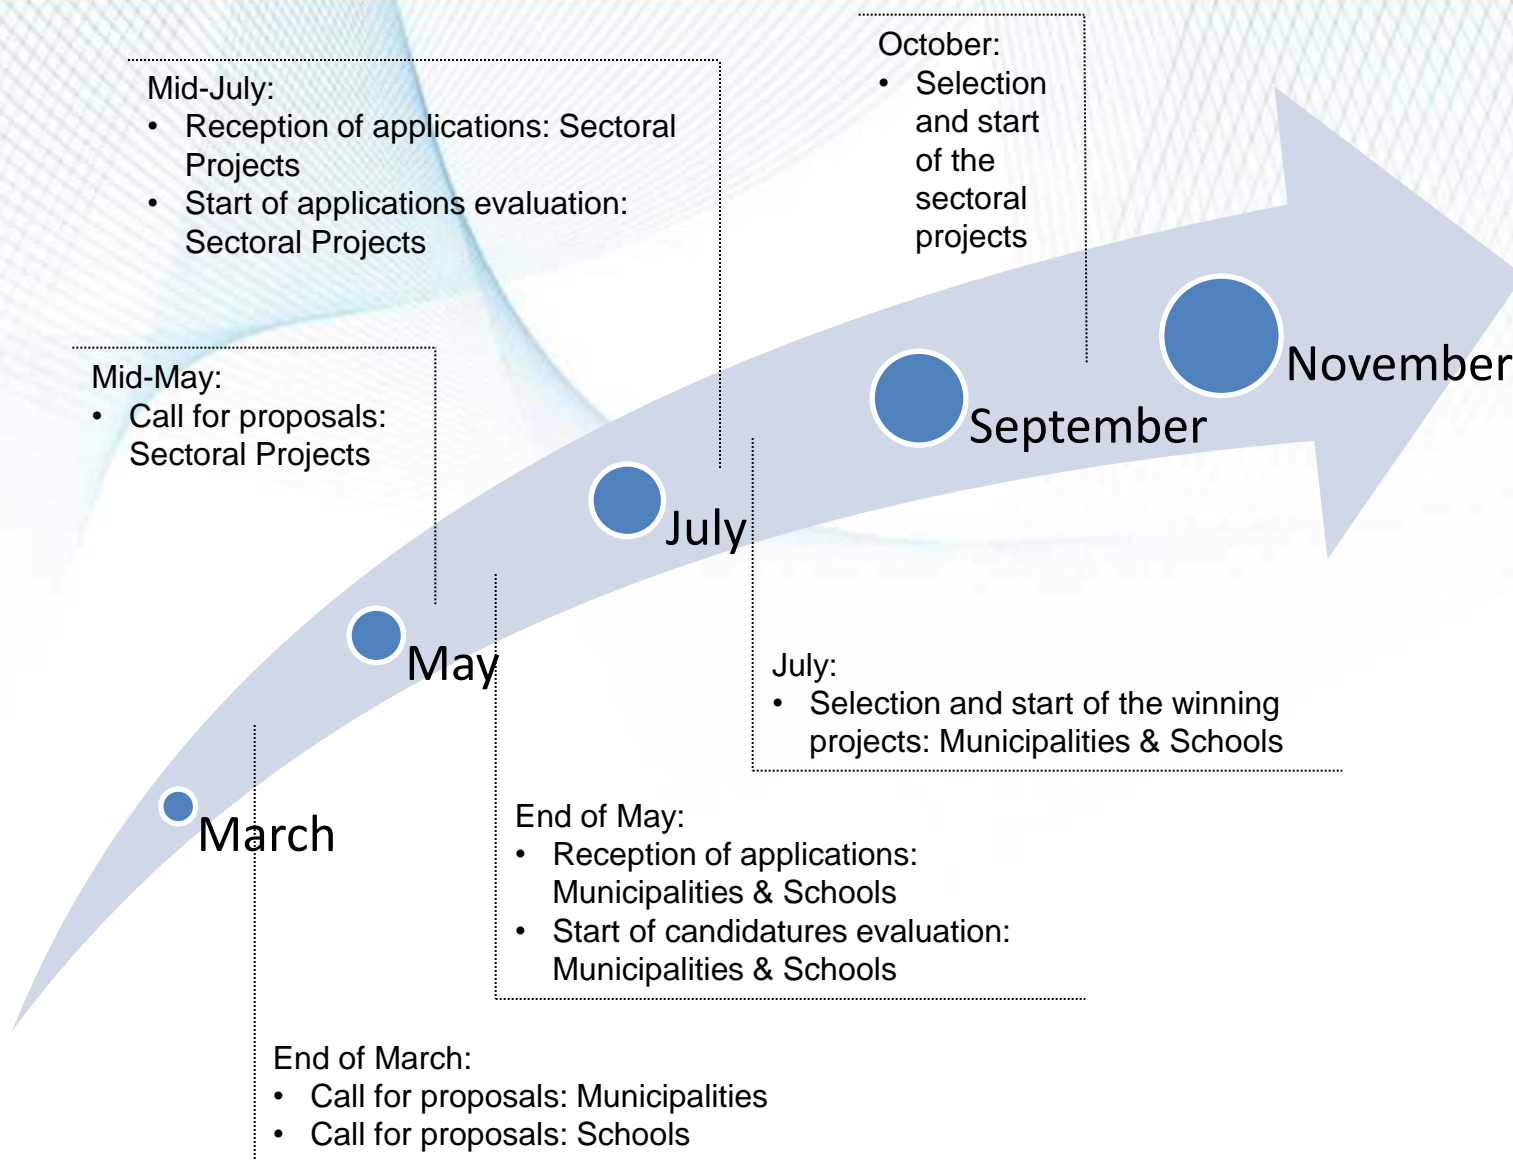 Mid-July:
• Reception of applications: Sectoral
Projects
• Start of applications evaluation:
Sectoral Projects
October:
• Selection
and start
of the
sectoral
projects
Mid-May:
• Call for proposals:
Sectoral Projects
November
September
July
May
March
July:
• Selection and start of the winning
projects: Municipalities & Schools
End of May:
• Reception of applications:
Municipalities & Schools
• Start of candidatures evaluation:
Municipalities & Schools
End of March:
• Call for proposals: Municipalities
• Call for proposals: Schools